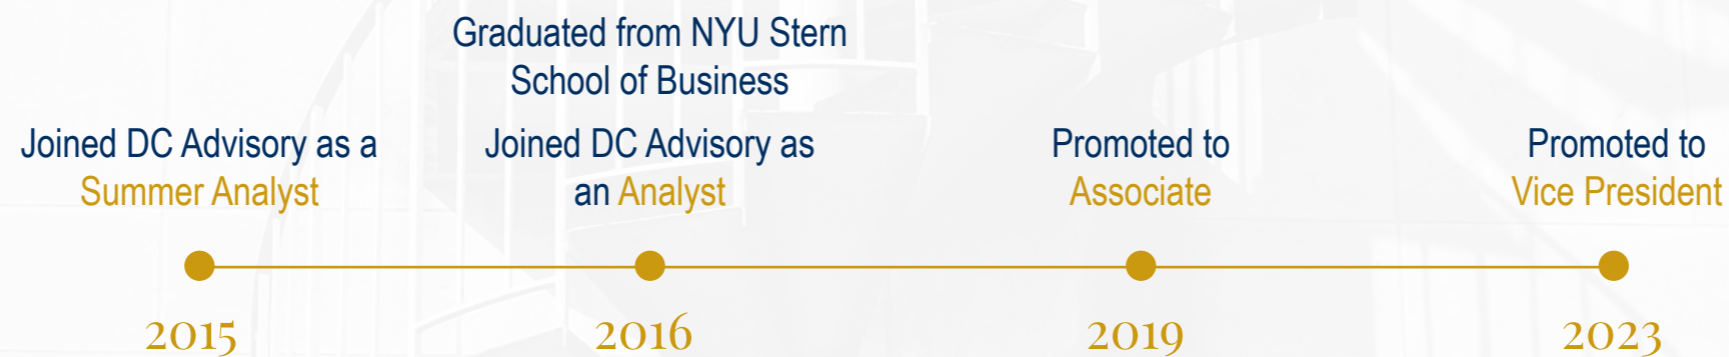 Joined DC Advisory as a
Summer Analyst
2015
Graduated from NYU Stern
School of Business
Joined DC Advisory as
an Analyst
2016
Promoted to
Associate
2019
Promoted to
Vice President
2023